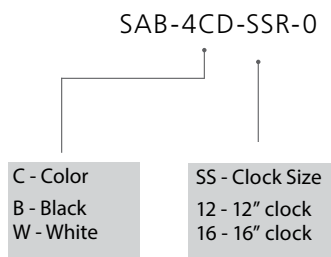 SAB-4CD-SSR-0
C - Color
B - Black
W - White
SS - Clock Size
12 - 12” clock
16 - 16” clock